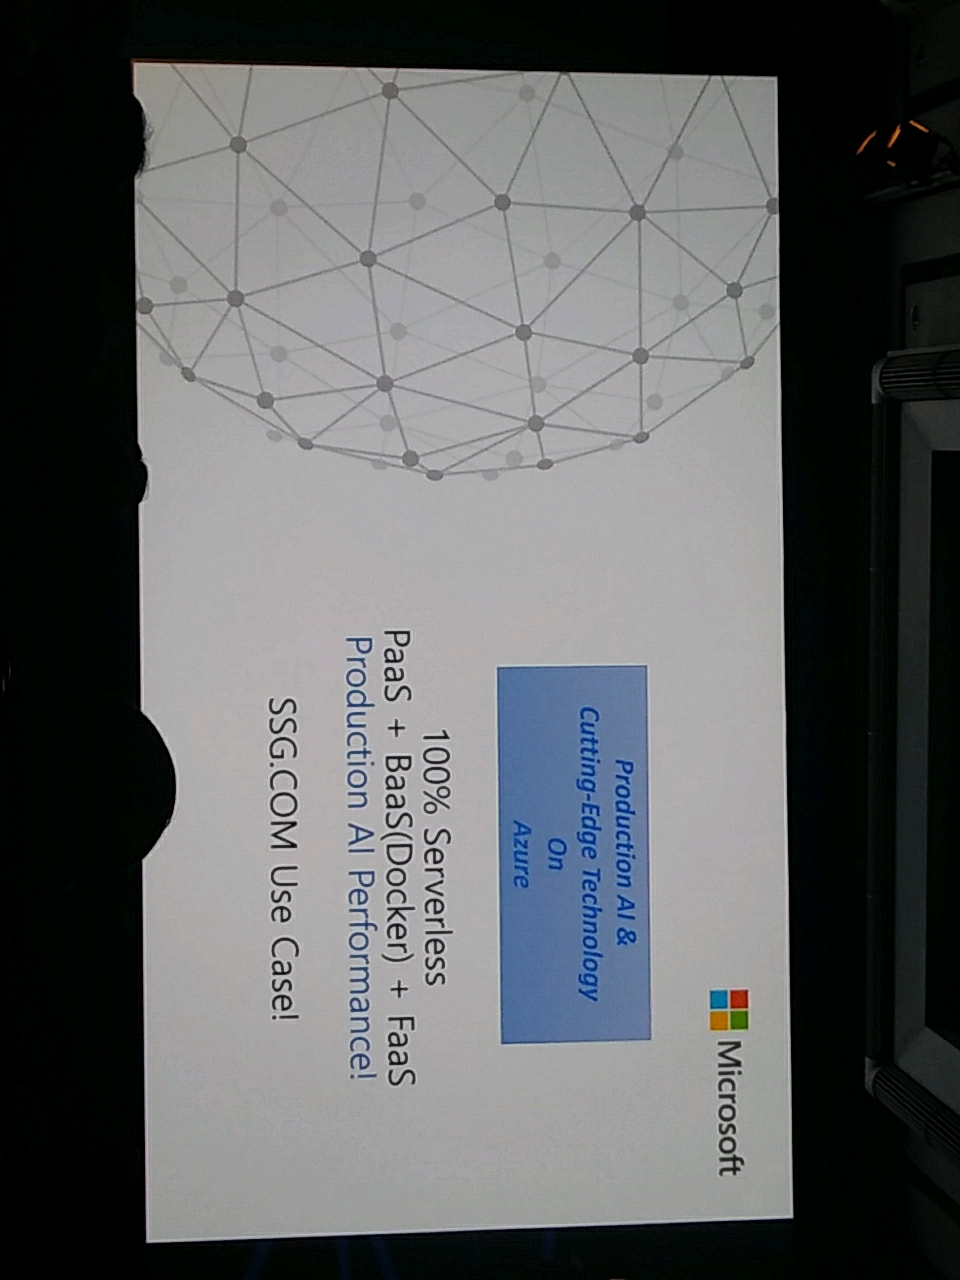 Microsoft
Production AI &
Cutting-Edge Technology
On
Azure
100% Serverless
PaaS + BaaS(Docker) + FaaS
Production AI Performance!
SSG.COM Use Case!